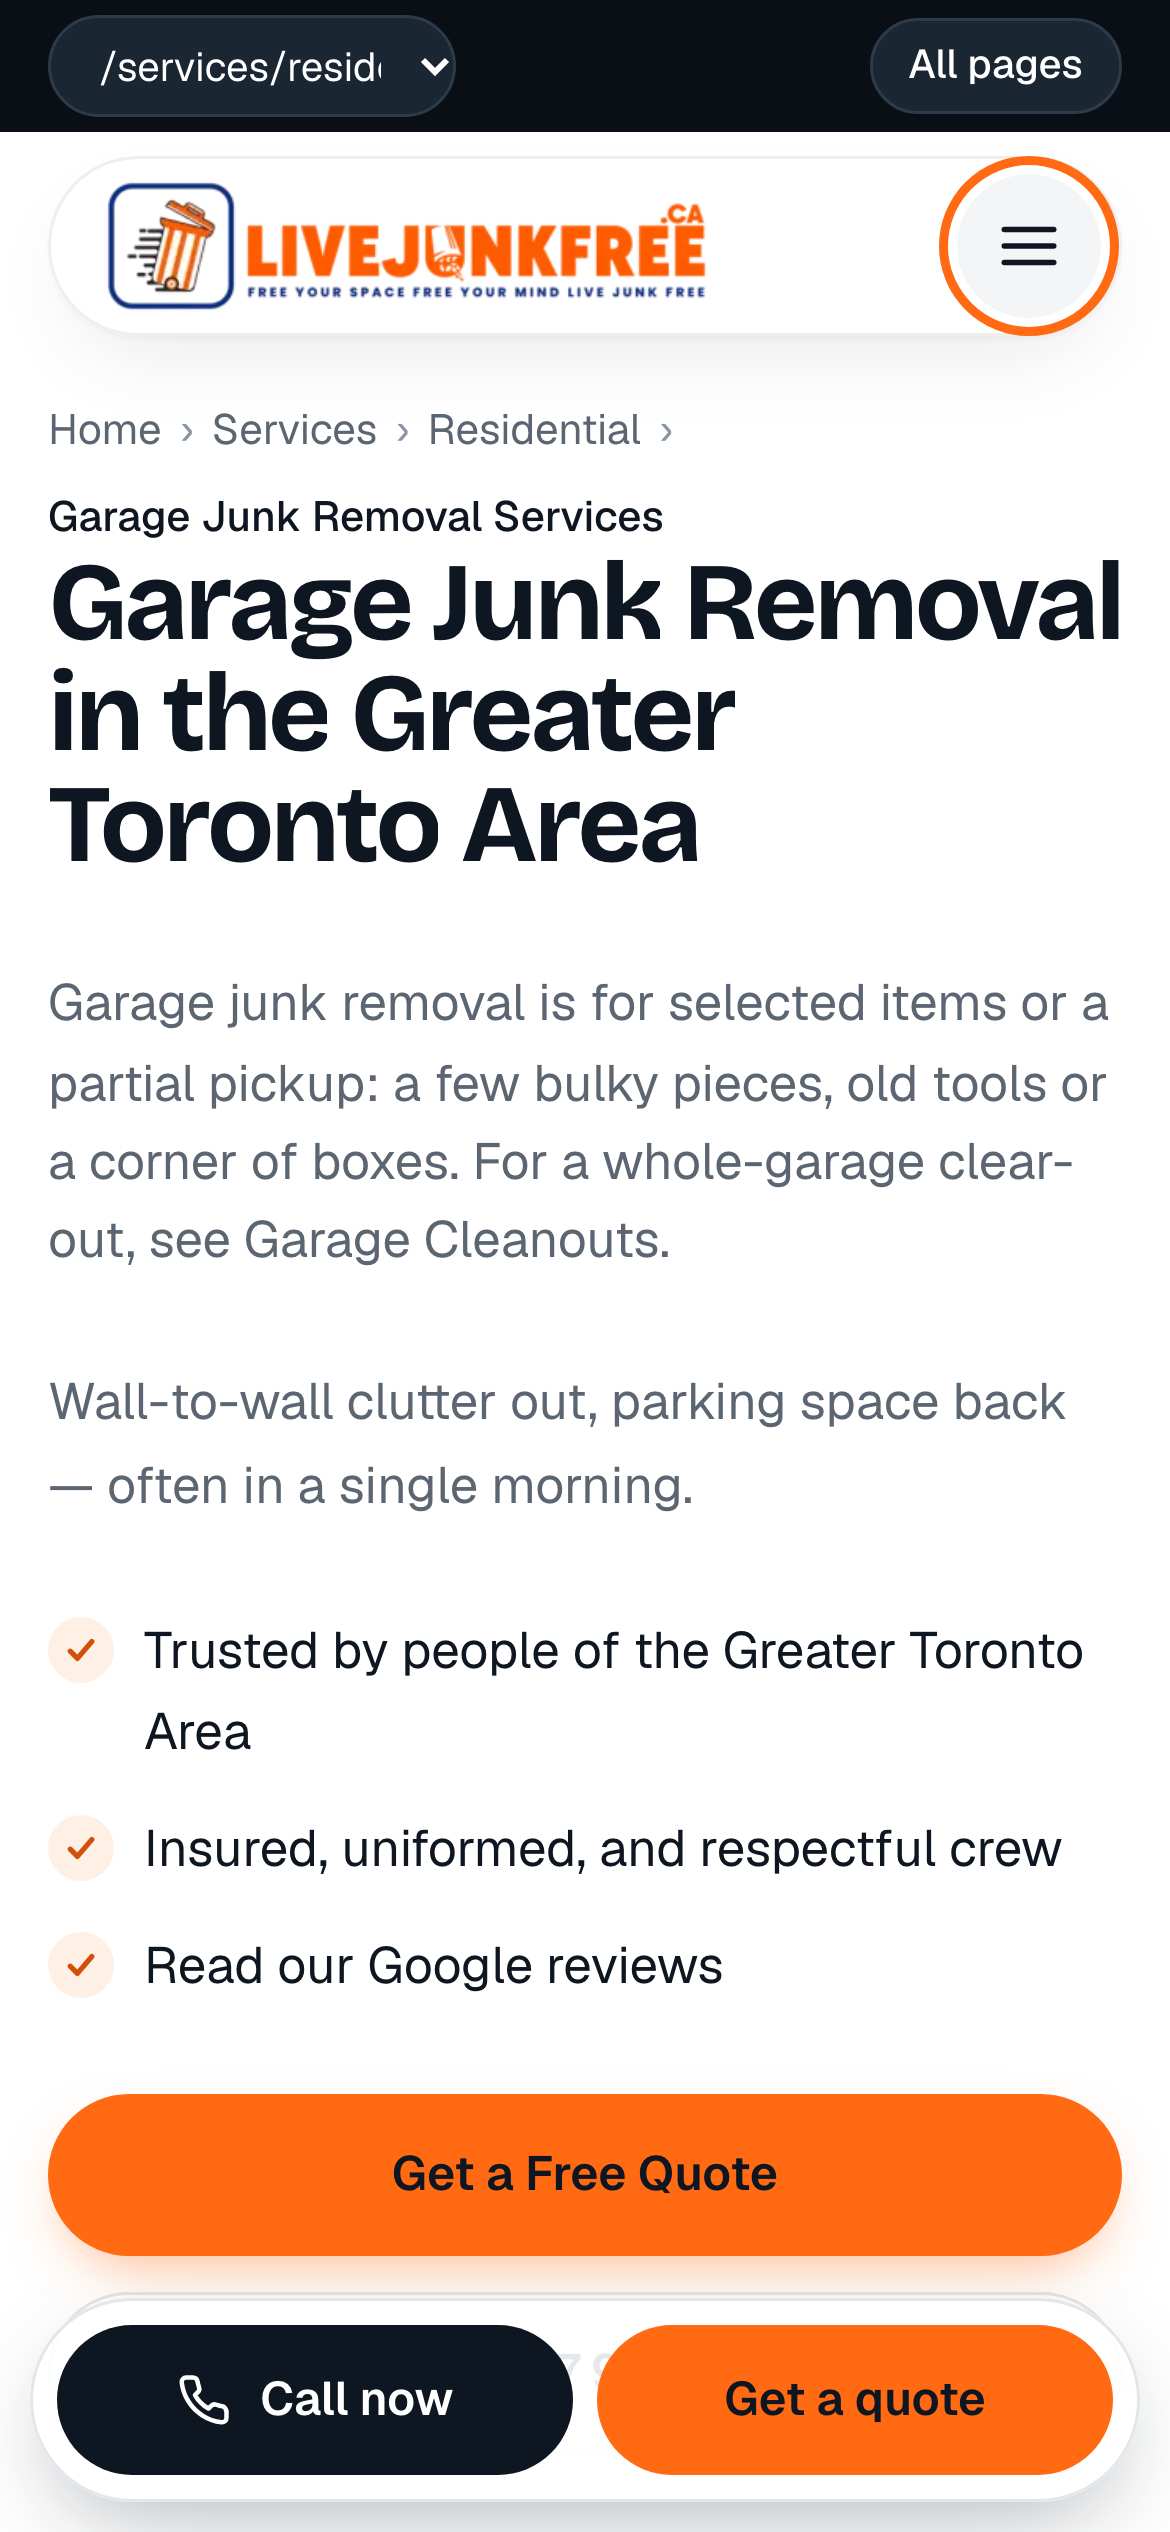 /services/reside
All pages
LIVEJUNKFREE.CA
FREE YOUR SPACE FREE YOUR MIND LIVE JUNK FREE
Home › Services › Residential ›
Garage Junk Removal Services
Garage Junk Removal
in the Greater
Toronto Area
Garage junk removal is for selected items or a
partial pickup: a few bulky pieces, old tools or
a corner of boxes. For a whole-garage clear-
out, see Garage Cleanouts.
Wall-to-wall clutter out, parking space back
— often in a single morning.
Trusted by people of the Greater Toronto
Area
Insured, uniformed, and respectful crew
Read our Google reviews
Get a Free Quote
Call now
Get a quote